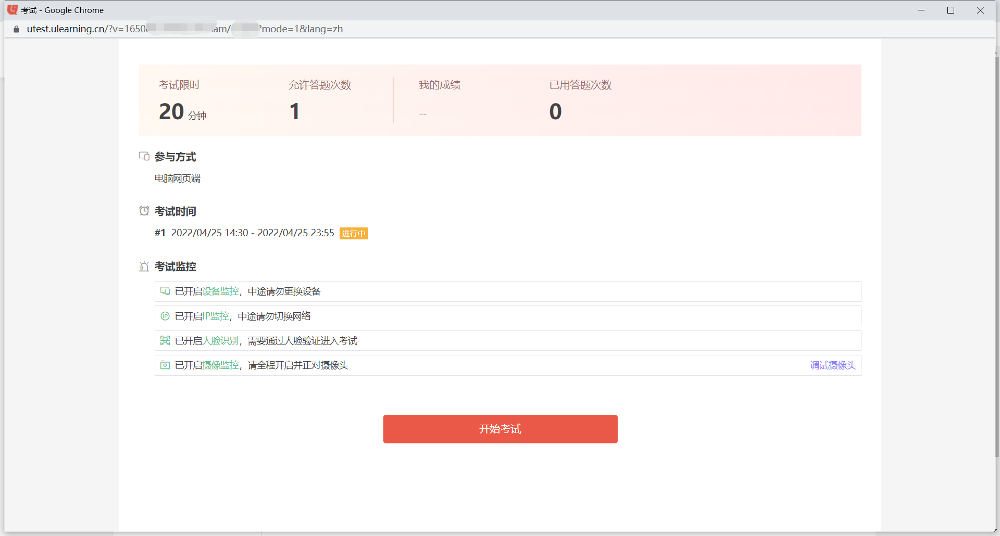 考试 - Google Chrome
utest.ulearning.cn/?v=1650 am/ ?mode=1&lang=zh
考试限时 允许答题次数 我的成绩 已用答题次数
20 分钟 1 -- 0
参与方式
电脑网页端
考试时间
#1 2022/04/25 14:30 - 2022/04/25 23:55 进行中
考试监控
已开启设备监控，中途请勿更换设备
IP 已开启IP监控，中途请勿切换网络
已开启人脸识别，需要通过人脸验证进入考试
已开启摄像监控，请全程开启并正对摄像头 调试摄像头
开始考试